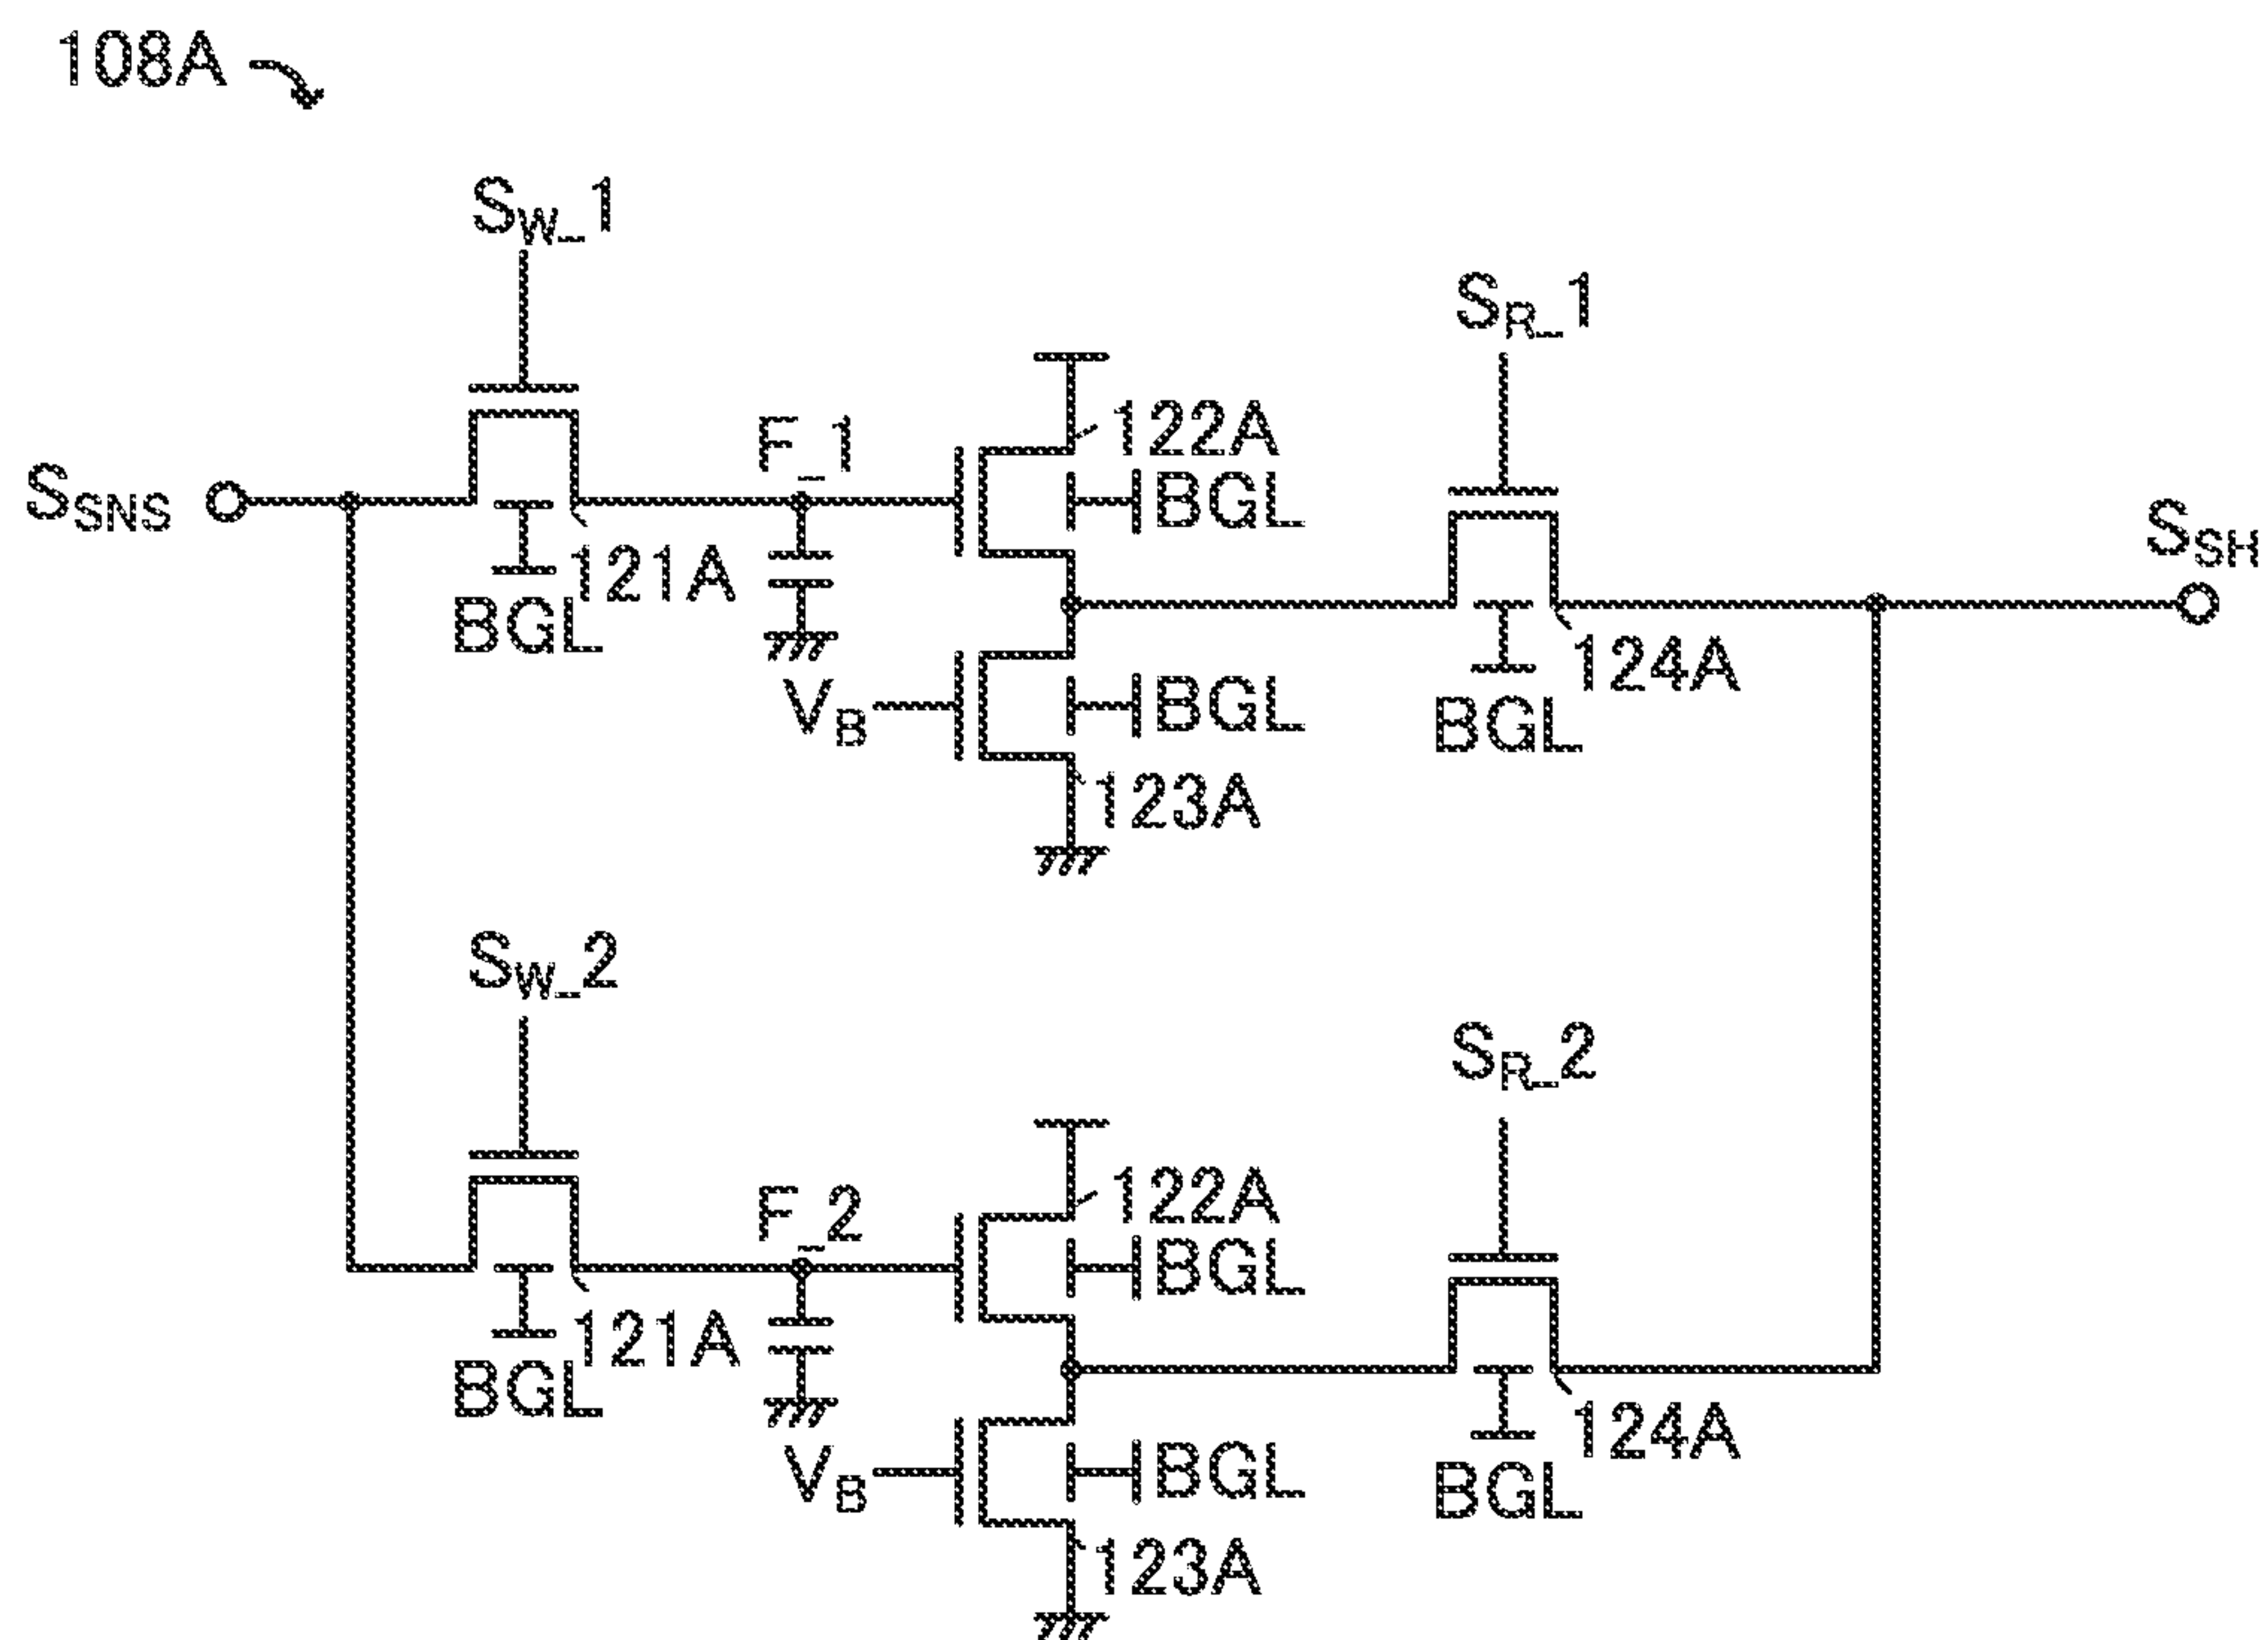 108A
SW_1
SR_1
F_1
122A
BGL
SSNS
SSH
121A
BGL
124A
BGL
VB
BGL
123A
SW_2
SR_2
F_2
122A
BGL
121A
BGL
124A
BGL
VB
BGL
123A